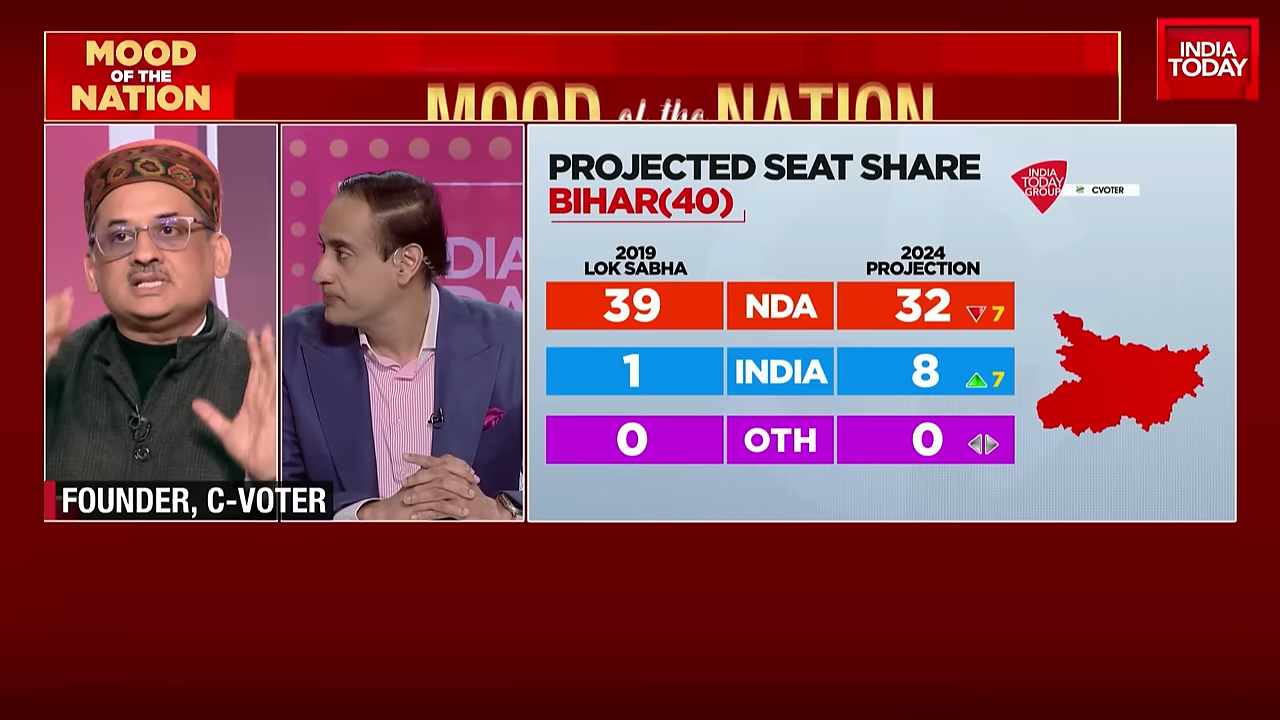 MOOD
OF THE
NATION
MOOD of the NATION
INDIA
TODAY
PROJECTED SEAT SHARE
BIHAR(40)
INDIA
TODAY
GROUP
CVOTER
2019
LOK SABHA
2024
PROJECTION
39 NDA 32 7
1 INDIA 8 7
0 OTH 0
FOUNDER, C-VOTER